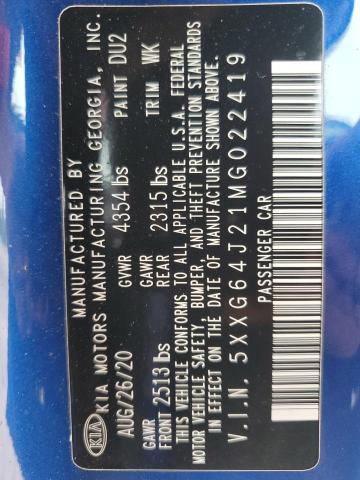 MANUFACTURED BY
KIA KIA MOTORS MANUFACTURING GEORGIA, INC.
AUG/26/20 GVWR 4354 lbs PAINT DU2
GAWR FRONT 2513 lbs GAWR REAR 2315 lbs TRIM WK
THIS VEHICLE CONFORMS TO ALL APPLICABLE U.S.A. FEDERAL
MOTOR VEHICLE SAFETY, BUMPER, AND THEFT PREVENTION STANDARDS
IN EFFECT ON THE DATE OF MANUFACTURE SHOWN ABOVE.
V.I.N. 5XXG64J21MG022419
PASSENGER CAR